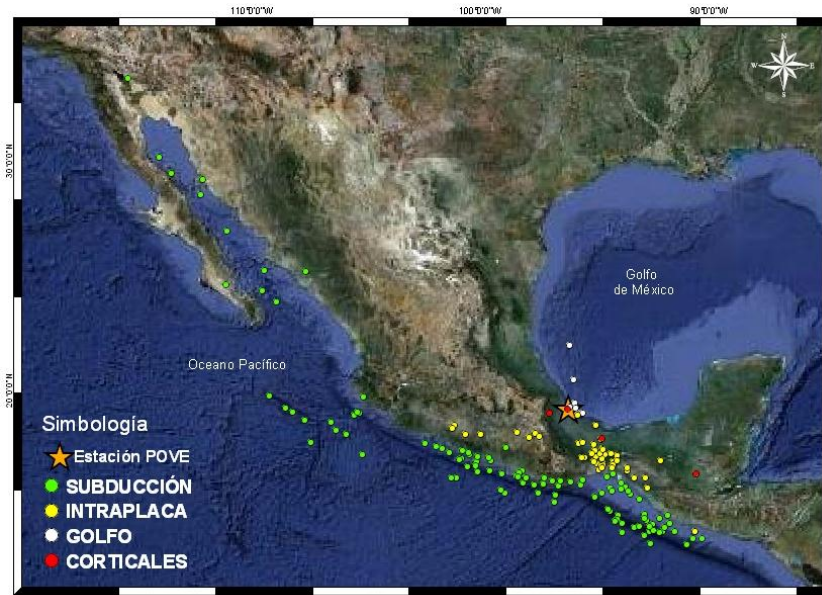 110°0'0"W
100°0'0"W
90°0'0"W
N
W
E
S
30°0'0"N
Golfo
de México
Oceano Pacífico
20°0'0"N
Simbología
Estación POVE
SUBDUCCIÓN
INTRAPLACA
GOLFO
CORTICALES